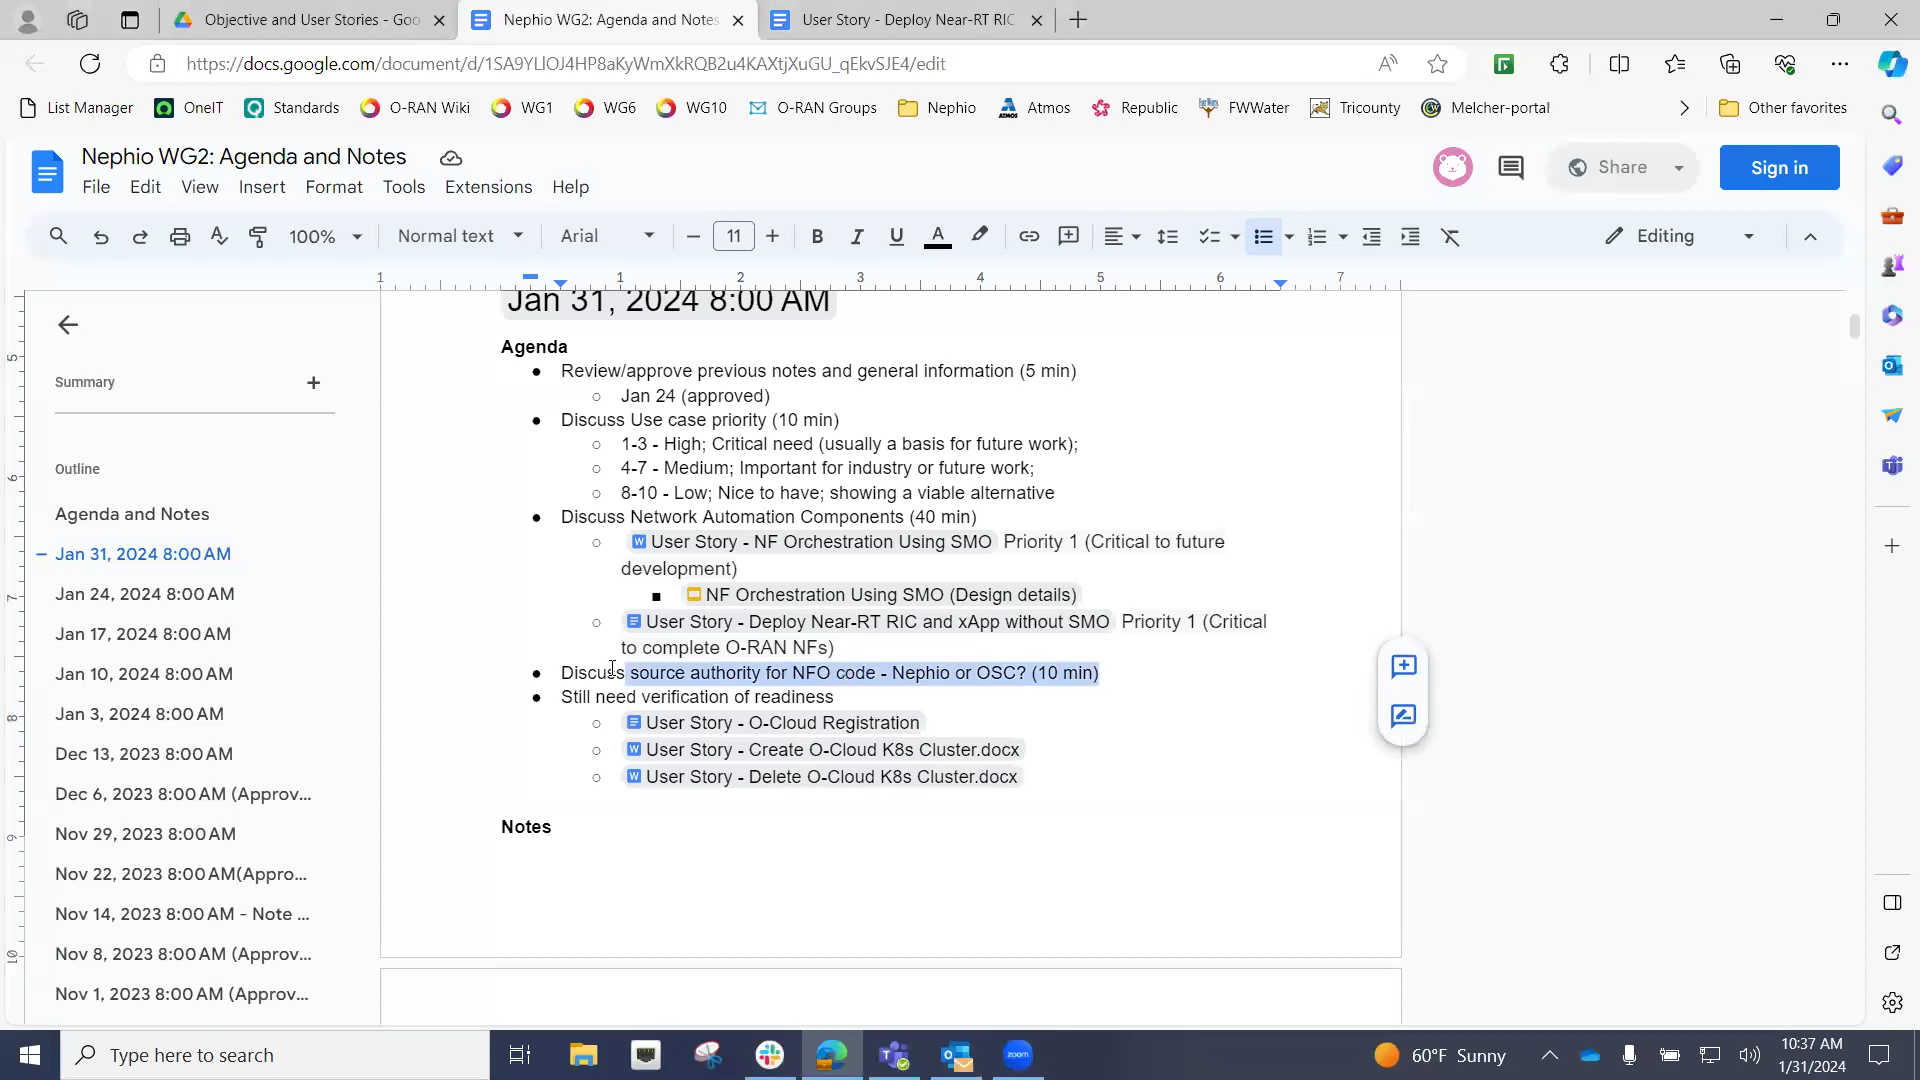 Objective and User Stories - Goo
Nephio WG2: Agenda and Notes
User Story - Deploy Near-RT RIC
https://docs.google.com/document/d/1SA9YLlOJ4HP8aKyWmXkRQB2u4KAXtjXuGU_qEkvSJE4/edit
List Manager
OneIT
Standards
O-RAN Wiki
WG1
WG6
WG10
O-RAN Groups
Nephio
Atmos
Republic
FWWater
Tricounty
Melcher-portal
Other favorites
Nephio WG2: Agenda and Notes
File Edit View Insert Format Tools Extensions Help
Share
Sign in
100%
Normal text
Arial
11
Editing
1 1 2 3 4 5 6 7
Summary
Outline
Agenda and Notes
Jan 31, 2024 8:00 AM
Jan 24, 2024 8:00 AM
Jan 17, 2024 8:00 AM
Jan 10, 2024 8:00 AM
Jan 3, 2024 8:00 AM
Dec 13, 2023 8:00 AM
Dec 6, 2023 8:00 AM (Approv...
Nov 29, 2023 8:00 AM
Nov 22, 2023 8:00 AM(Appro...
Nov 14, 2023 8:00 AM - Note ...
Nov 8, 2023 8:00 AM (Approv...
Nov 1, 2023 8:00 AM (Approv...
5
6
7
8
9
10
Jan 31, 2024 8:00 AM
Agenda
● Review/approve previous notes and general information (5 min)
○ Jan 24 (approved)
● Discuss Use case priority (10 min)
○ 1-3 - High; Critical need (usually a basis for future work);
○ 4-7 - Medium; Important for industry or future work;
○ 8-10 - Low; Nice to have; showing a viable alternative
● Discuss Network Automation Components (40 min)
○ User Story - NF Orchestration Using SMO Priority 1 (Critical to future
development)
■ NF Orchestration Using SMO (Design details)
○ User Story - Deploy Near-RT RIC and xApp without SMO Priority 1 (Critical
to complete O-RAN NFs)
● Discuss source authority for NFO code - Nephio or OSC? (10 min)
● Still need verification of readiness
○ User Story - O-Cloud Registration
○ User Story - Create O-Cloud K8s Cluster.docx
○ User Story - Delete O-Cloud K8s Cluster.docx
Notes
Type here to search
zoom
60°F Sunny
10:37 AM
1/31/2024